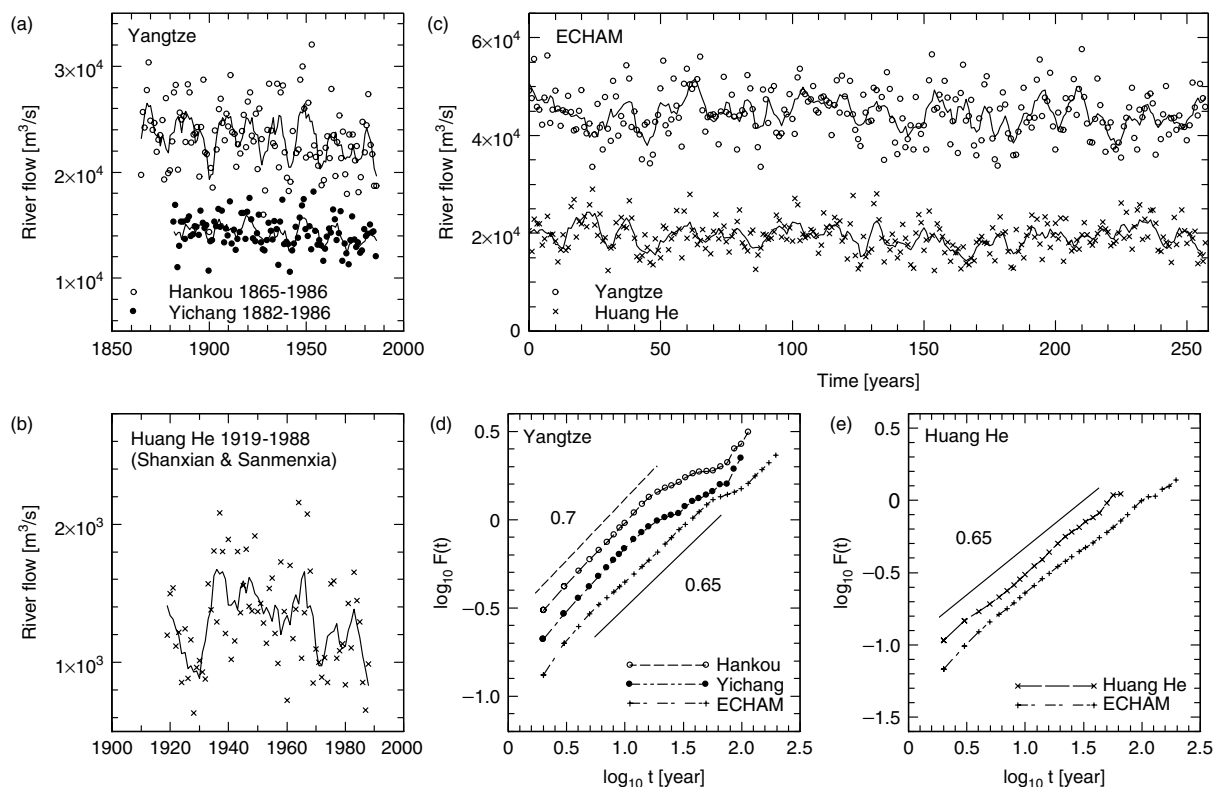 (a)
Yangtze
River flow [m³/s]
3×10⁴
2×10⁴
1×10⁴
Hankou 1865-1986
Yichang 1882-1986
1850
1900
1950
2000
(c)
ECHAM
River flow [m³/s]
6×10⁴
4×10⁴
2×10⁴
0
Yangtze
Huang He
0
50
100
150
200
250
Time [years]
(b)
Huang He 1919-1988
(Shanxian & Sanmenxia)
River flow [m³/s]
2×10³
1×10³
1900
1920
1940
1960
1980
2000
(d)
Yangtze
log₁₀ F(t)
0.5
0.0
−0.5
−1.0
0.7
0.65
Hankou
Yichang
ECHAM
0
0.5
1.0
1.5
2.0
2.5
log₁₀ t [year]
(e)
Huang He
log₁₀ F(t)
0.5
0
−0.5
−1.0
−1.5
0.65
Huang He
ECHAM
0
0.5
1.0
1.5
2.0
2.5
log₁₀ t [year]